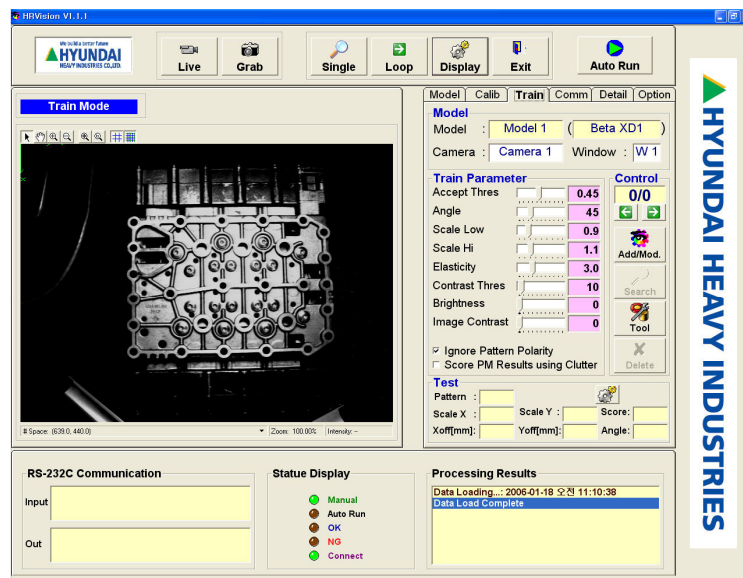 HRVision V1.1.1
We build a better future
HYUNDAI
HEAVY INDUSTRIES CO.,LTD.
Live
Grab
Single
Loop
Display
Exit
Auto Run
Train Mode
# Space: (639.0, 440.0)
Zoom: 100.00%
Intensity: -
Model Calib Train Comm Detail Option
Model
Model : Model 1 ( Beta XD1 )
Camera : Camera 1 Window : W 1
Train Parameter
Accept Thres 0.45
Angle 45
Scale Low 0.9
Scale Hi 1.1
Elasticity 3.0
Contrast Thres 10
Brightness 0
Image Contrast 0
Ignore Pattern Polarity
Score PM Results using Clutter
Control
0/0
Add/Mod.
Search
Tool
Delete
Test
Pattern :
Scale X : Scale Y : Score:
Xoff[mm]: Yoff[mm]: Angle:
RS-232C Communication
Input
Out
Statue Display
Manual
Auto Run
OK
NG
Connect
Processing Results
Data Loading...: 2006-01-18 오전 11:10:38
Data Load Complete
HYUNDAI HEAVY INDUSTRIES